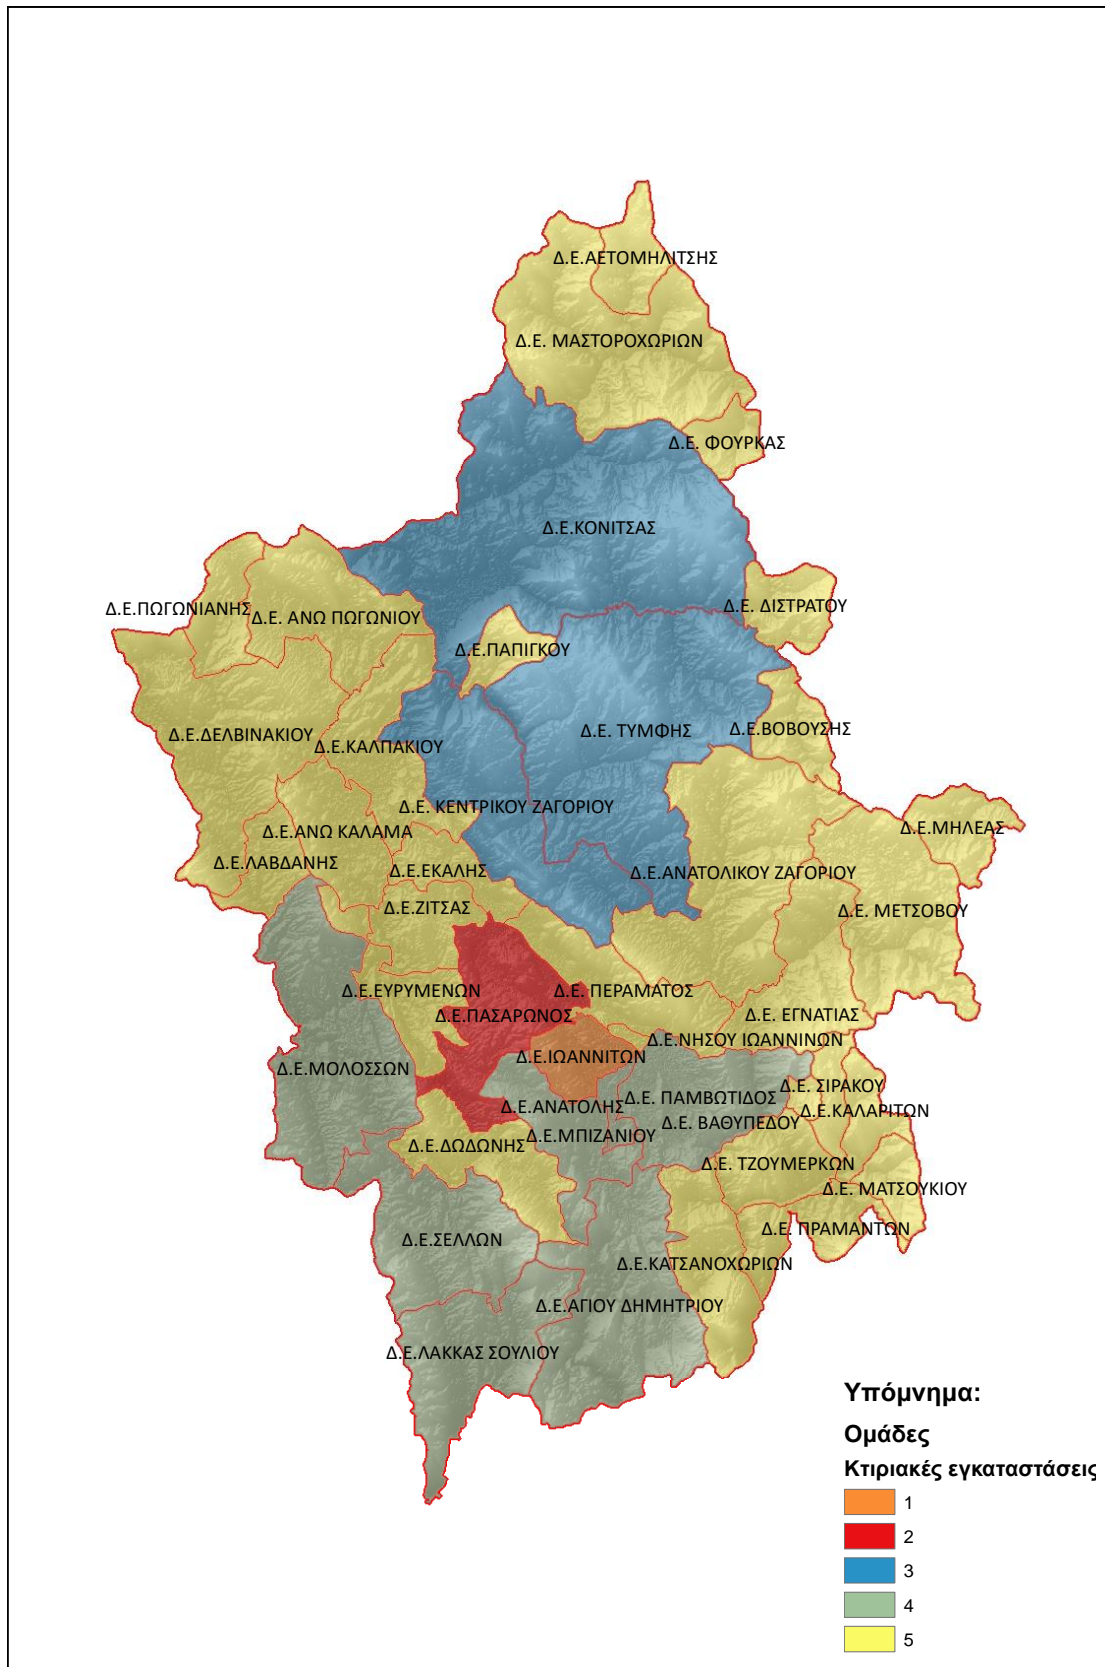 Δ.Ε.ΑΕΤΟΜΗΛΙΤΣΗΣ
Δ.Ε. ΜΑΣΤΟΡΟΧΩΡΙΩΝ
Δ.Ε. ΦΟΥΡΚΑΣ
Δ.Ε.ΚΟΝΙΤΣΑΣ
Δ.Ε.ΠΩΓΩΝΙΑΝΗΣ
Δ.Ε. ΑΝΩ ΠΩΓΩΝΙΟΥ
Δ.Ε. ΔΙΣΤΡΑΤΟΥ
Δ.Ε.ΠΑΠΙΓΚΟΥ
Δ.Ε.ΔΕΛΒΙΝΑΚΙΟΥ
Δ.Ε.ΚΑΛΠΑΚΙΟΥ
Δ.Ε. ΤΥΜΦΗΣ
Δ.Ε.ΒΟΒΟΥΣΗΣ
Δ.Ε. ΚΕΝΤΡΙΚΟΥ ΖΑΓΟΡΙΟΥ
Δ.Ε.ΑΝΩ ΚΑΛΑΜΑ
Δ.Ε.ΜΗΛΕΑΣ
Δ.Ε.ΛΑΒΔΑΝΗΣ
Δ.Ε.ΕΚΑΛΗΣ
Δ.Ε.ΑΝΑΤΟΛΙΚΟΥ ΖΑΓΟΡΙΟΥ
Δ.Ε.ΖΙΤΣΑΣ
Δ.Ε. ΜΕΤΣΟΒΟΥ
Δ.Ε.ΕΥΡΥΜΕΝΩΝ
Δ.Ε. ΠΕΡΑΜΑΤΟΣ
Δ.Ε.ΠΑΣΑΡΩΝΟΣ
Δ.Ε. ΕΓΝΑΤΙΑΣ
Δ.Ε.ΝΗΣΟΥ ΙΩΑΝΝΙΝΩΝ
Δ.Ε.ΙΩΑΝΝΙΤΩΝ
Δ.Ε.ΜΟΛΟΣΣΩΝ
Δ.Ε. ΣΙΡΑΚΟΥ
Δ.Ε. ΠΑΜΒΩΤΙΔΟΣ
Δ.Ε.ΑΝΑΤΟΛΗΣ
Δ.Ε.ΚΑΛΑΡΙΤΩΝ
Δ.Ε. ΒΑΘΥΠΕΔΟΥ
Δ.Ε.ΜΠΙΖΑΝΙΟΥ
Δ.Ε.ΔΩΔΩΝΗΣ
Δ.Ε. ΤΖΟΥΜΕΡΚΩΝ
Δ.Ε. ΜΑΤΣΟΥΚΙΟΥ
Δ.Ε. ΠΡΑΜΑΝΤΩΝ
Δ.Ε.ΣΕΛΛΩΝ
Δ.Ε.ΚΑΤΣΑΝΟΧΩΡΙΩΝ
Δ.Ε.ΑΓΙΟΥ ΔΗΜΗΤΡΙΟΥ
Δ.Ε.ΛΑΚΚΑΣ ΣΟΥΛΙΟΥ
Υπόμνημα:
Ομάδες
Κτιριακές εγκαταστάσεις
1
2
3
4
5